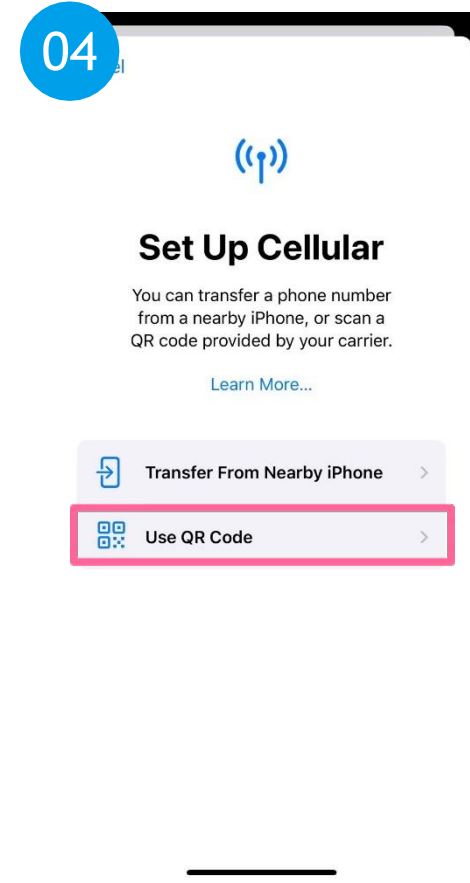 04
Set Up Cellular
You can transfer a phone number
from a nearby iPhone, or scan a
QR code provided by your carrier.
Learn More...
Transfer From Nearby iPhone
Use QR Code